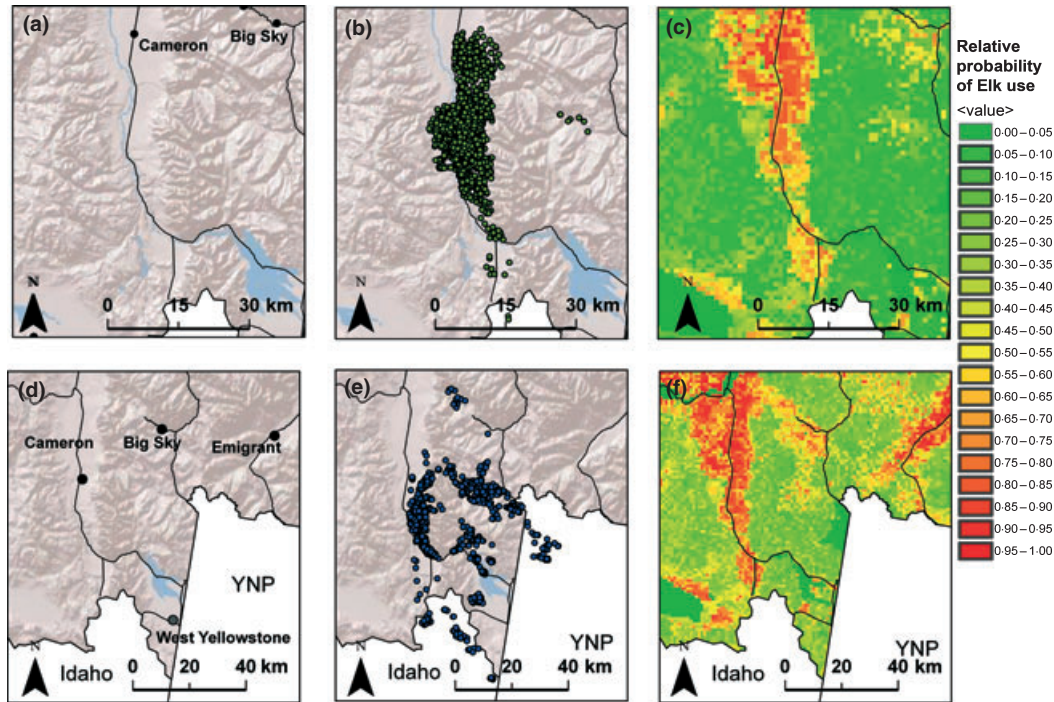 (a)
Cameron
Big Sky
N
0 15 30 km
(b)
N
0 15 30 km
(c)
N
0 15 30 km
Relative
probability
of Elk use
<value>
0·00 – 0·05
0·05 – 0·10
0·10 – 0·15
0·15 – 0·20
0·20 – 0·25
0·25 – 0·30
0·30 – 0·35
0·35 – 0·40
0·40 – 0·45
0·45 – 0·50
0·50 – 0·55
0·55 – 0·60
0·60 – 0·65
0·65 – 0·70
0·70 – 0·75
0·75 – 0·80
0·80 – 0·85
0·85 – 0·90
0·90 – 0·95
0·95 – 1·00
(d)
Cameron
Big Sky
Emigrant
YNP
West Yellowstone
N
Idaho
0 20 40 km
(e)
YNP
N
Idaho
0 20 40 km
(f)
YNP
N
Idaho
0 20 40 km